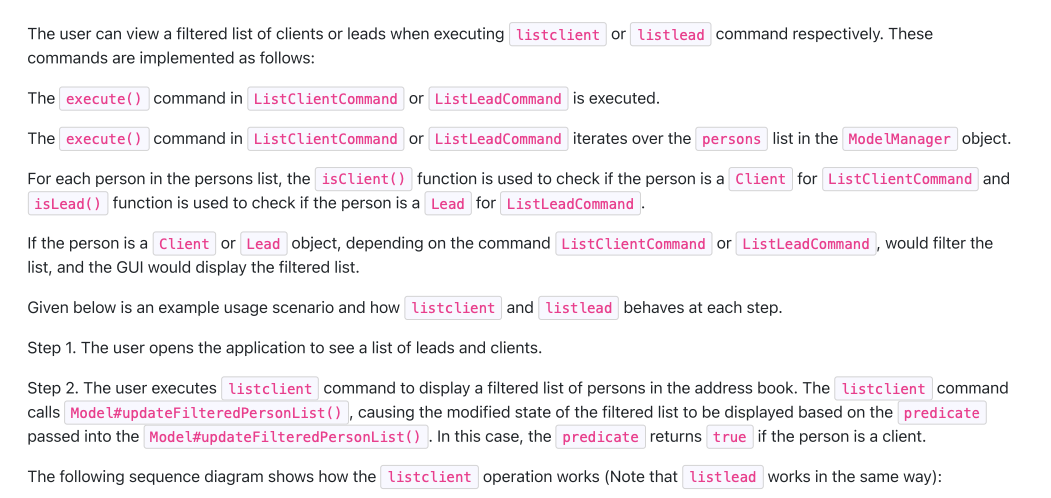 The user can view a filtered list of clients or leads when executing listclient or listlead command respectively. These
commands are implemented as follows:
The execute() command in ListClientCommand or ListLeadCommand is executed.
The execute() command in ListClientCommand or ListLeadCommand iterates over the persons list in the ModelManager object.
For each person in the persons list, the isClient() function is used to check if the person is a Client for ListClientCommand and
isLead() function is used to check if the person is a Lead for ListLeadCommand.
If the person is a Client or Lead object, depending on the command ListClientCommand or ListLeadCommand, would filter the
list, and the GUI would display the filtered list.
Given below is an example usage scenario and how listclient and listlead behaves at each step.
Step 1. The user opens the application to see a list of leads and clients.
Step 2. The user executes listclient command to display a filtered list of persons in the address book. The listclient command
calls Model#updateFilteredPersonList(), causing the modified state of the filtered list to be displayed based on the predicate
passed into the Model#updateFilteredPersonList(). In this case, the predicate returns true if the person is a client.
The following sequence diagram shows how the listclient operation works (Note that listlead works in the same way):